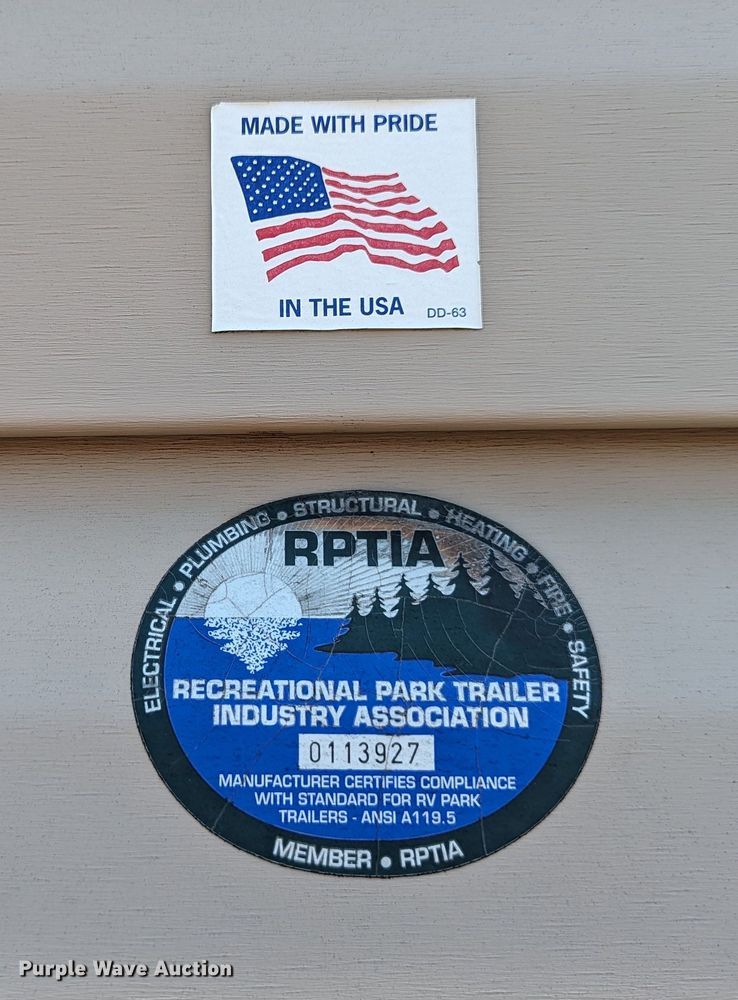 MADE WITH PRIDE
IN THE USA
DD-63
ELECTRICAL • PLUMBING • STRUCTURAL • HEATING • FIRE • SAFETY
RPTIA
RECREATIONAL PARK TRAILER
INDUSTRY ASSOCIATION
0113927
MANUFACTURER CERTIFIES COMPLIANCE
WITH STANDARD FOR RV PARK
TRAILERS - ANSI A119.5
MEMBER • RPTIA
Purple Wave Auction